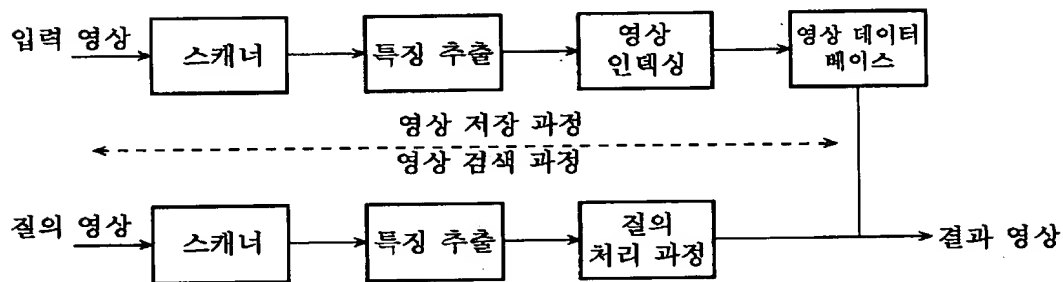 입력 영상
스캐너
특징 추출
영상
인텍싱
영상 데이터
베이스
영상 저장 과정
영상 검색 과정
질의 영상
스캐너
특징 추출
질의
처리 과정
결과 영상